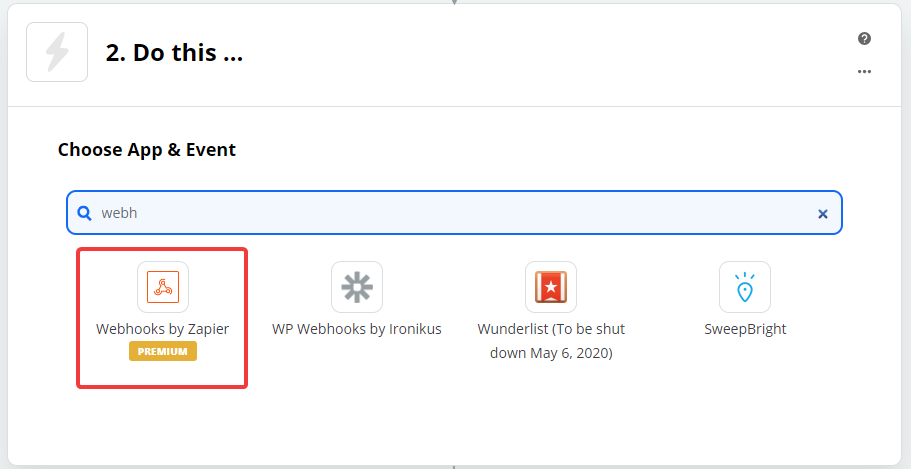 2. Do this ...
Choose App & Event
webh
Webhooks by Zapier
PREMIUM
WP Webhooks by Ironikus
Wunderlist (To be shut
down May 6, 2020)
SweepBright